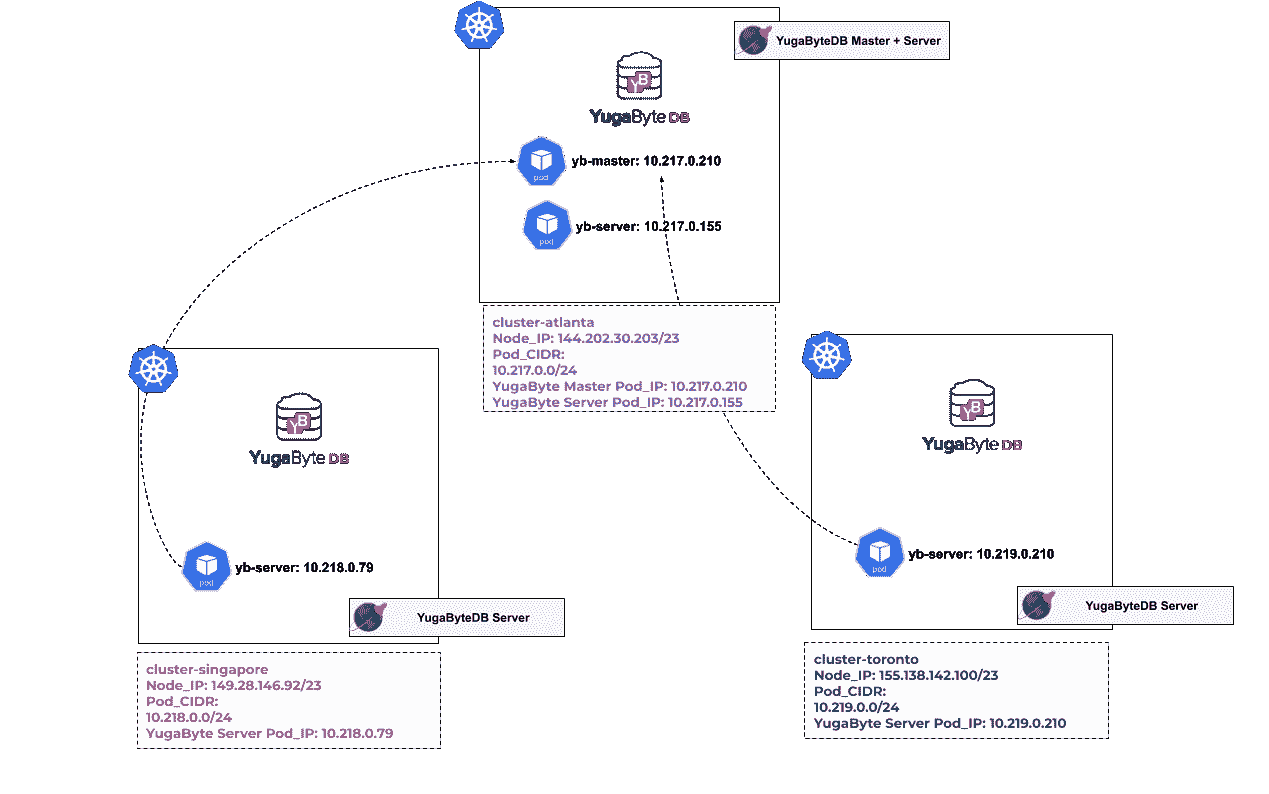 YugaByteDB Master + Server
YB
YugaByte DB
yb-master: 10.217.0.210
pod
yb-server: 10.217.0.155
pod
cluster-atlanta
Node_IP: 144.202.30.203/23
Pod_CIDR:
10.217.0.0/24
YugaByte Master Pod_IP: 10.217.0.210
YugaByte Server Pod_IP: 10.217.0.155
YB
YugaByte DB
yb-server: 10.218.0.79
pod
YugaByteDB Server
cluster-singapore
Node_IP: 149.28.146.92/23
Pod_CIDR:
10.218.0.0/24
YugaByte Server Pod_IP: 10.218.0.79
YB
YugaByte DB
yb-server: 10.219.0.210
pod
YugaByteDB Server
cluster-toronto
Node_IP: 155.138.142.100/23
Pod_CIDR:
10.219.0.0/24
YugaByte Server Pod_IP: 10.219.0.210